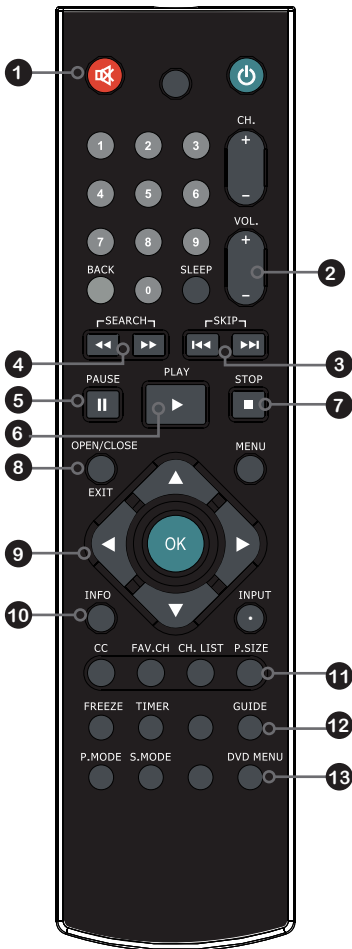 1
CH.
+
1 2 3
4 5 6
−
VOL.
+
7 8 9
BACK 0 SLEEP
2
−
SEARCH SKIP
4
3
PAUSE PLAY STOP
5
6
7
OPEN/CLOSE MENU
8
EXIT
OK
9
INFO INPUT
10
CC FAV.CH CH. LIST P.SIZE
11
FREEZE TIMER GUIDE
12
P.MODE S.MODE DVD MENU
13